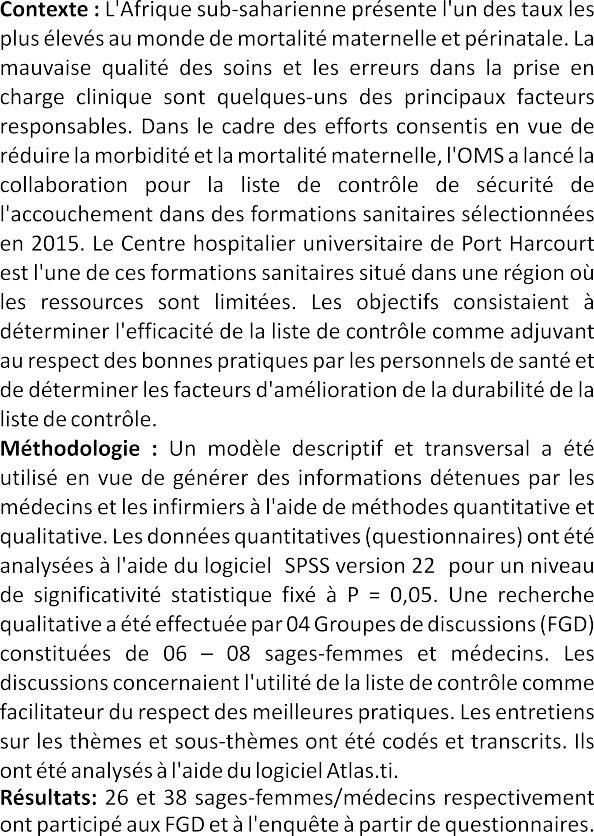 Contexte : L'Afrique sub-saharienne présente l'un des taux les
plus élevés au monde de mortalité maternelle et périnatale. La
mauvaise qualité des soins et les erreurs dans la prise en
charge clinique sont quelques-uns des principaux facteurs
responsables. Dans le cadre des efforts consentis en vue de
réduire la morbidité et la mortalité maternelle, l'OMS a lancé la
collaboration pour la liste de contrôle de sécurité de
l'accouchement dans des formations sanitaires sélectionnées
en 2015. Le Centre hospitalier universitaire de Port Harcourt
est l'une de ces formations sanitaires situé dans une région où
les ressources sont limitées. Les objectifs consistaient à
déterminer l'efficacité de la liste de contrôle comme adjuvant
au respect des bonnes pratiques par les personnels de santé et
de déterminer les facteurs d'amélioration de la durabilité de la
liste de contrôle.
Méthodologie : Un modèle descriptif et transversal a été
utilisé en vue de générer des informations détenues par les
médecins et les infirmiers à l'aide de méthodes quantitative et
qualitative. Les données quantitatives (questionnaires) ont été
analysées à l'aide du logiciel SPSS version 22 pour un niveau
de significativité statistique fixé à P = 0,05. Une recherche
qualitative a été effectuée par 04 Groupes de discussions (FGD)
constituées de 06 – 08 sages-femmes et médecins. Les
discussions concernaient l'utilité de la liste de contrôle comme
facilitateur du respect des meilleures pratiques. Les entretiens
sur les thèmes et sous-thèmes ont été codés et transcrits. Ils
ont été analysés à l'aide du logiciel Atlas.ti.
Résultats: 26 et 38 sages-femmes/médecins respectivement
ont participé aux FGD et à l'enquête à partir de questionnaires.